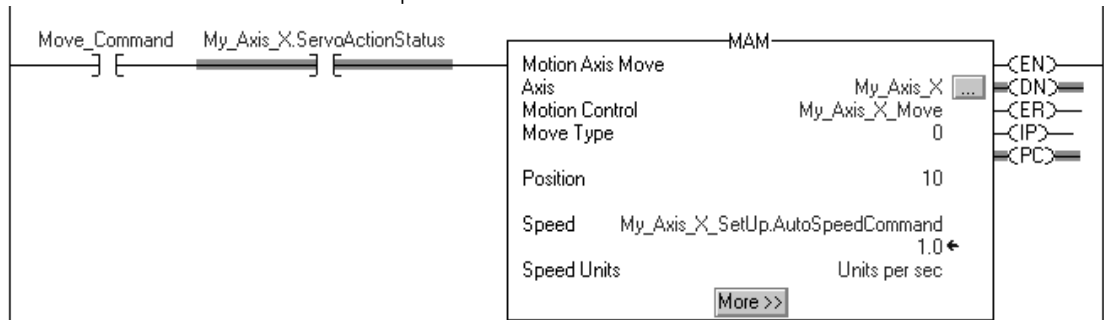 Move_Command My_Axis_X.ServoActionStatus
MAM
Motion Axis Move
Axis My_Axis_X ...
Motion Control My_Axis_X_Move
Move Type 0
Position 10
Speed My_Axis_X_SetUp.AutoSpeedCommand
1.0
Speed Units Units per sec
More >>
EN
DN
ER
IP
PC